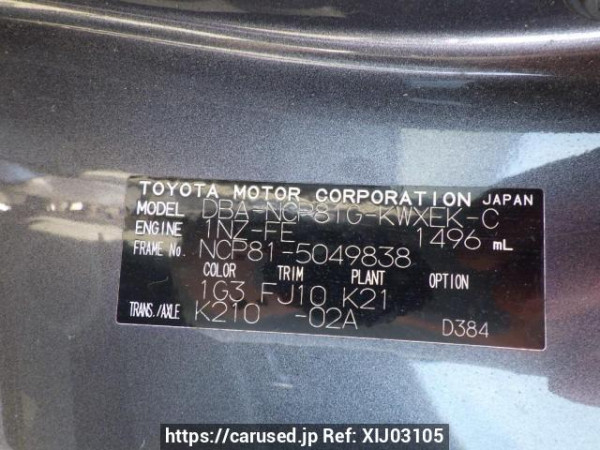 TOYOTA MOTOR CORPORATION JAPAN
MODEL DBA-NCP81G-KWXEK-C
ENGINE 1NZ-FE 1496 mL
FRAME No. NCP81-5049838
COLOR TRIM PLANT OPTION
1G3 FJ10 K21
TRANS./AXLE K210 -02A D384
https://carused.jp Ref: XIJ03105